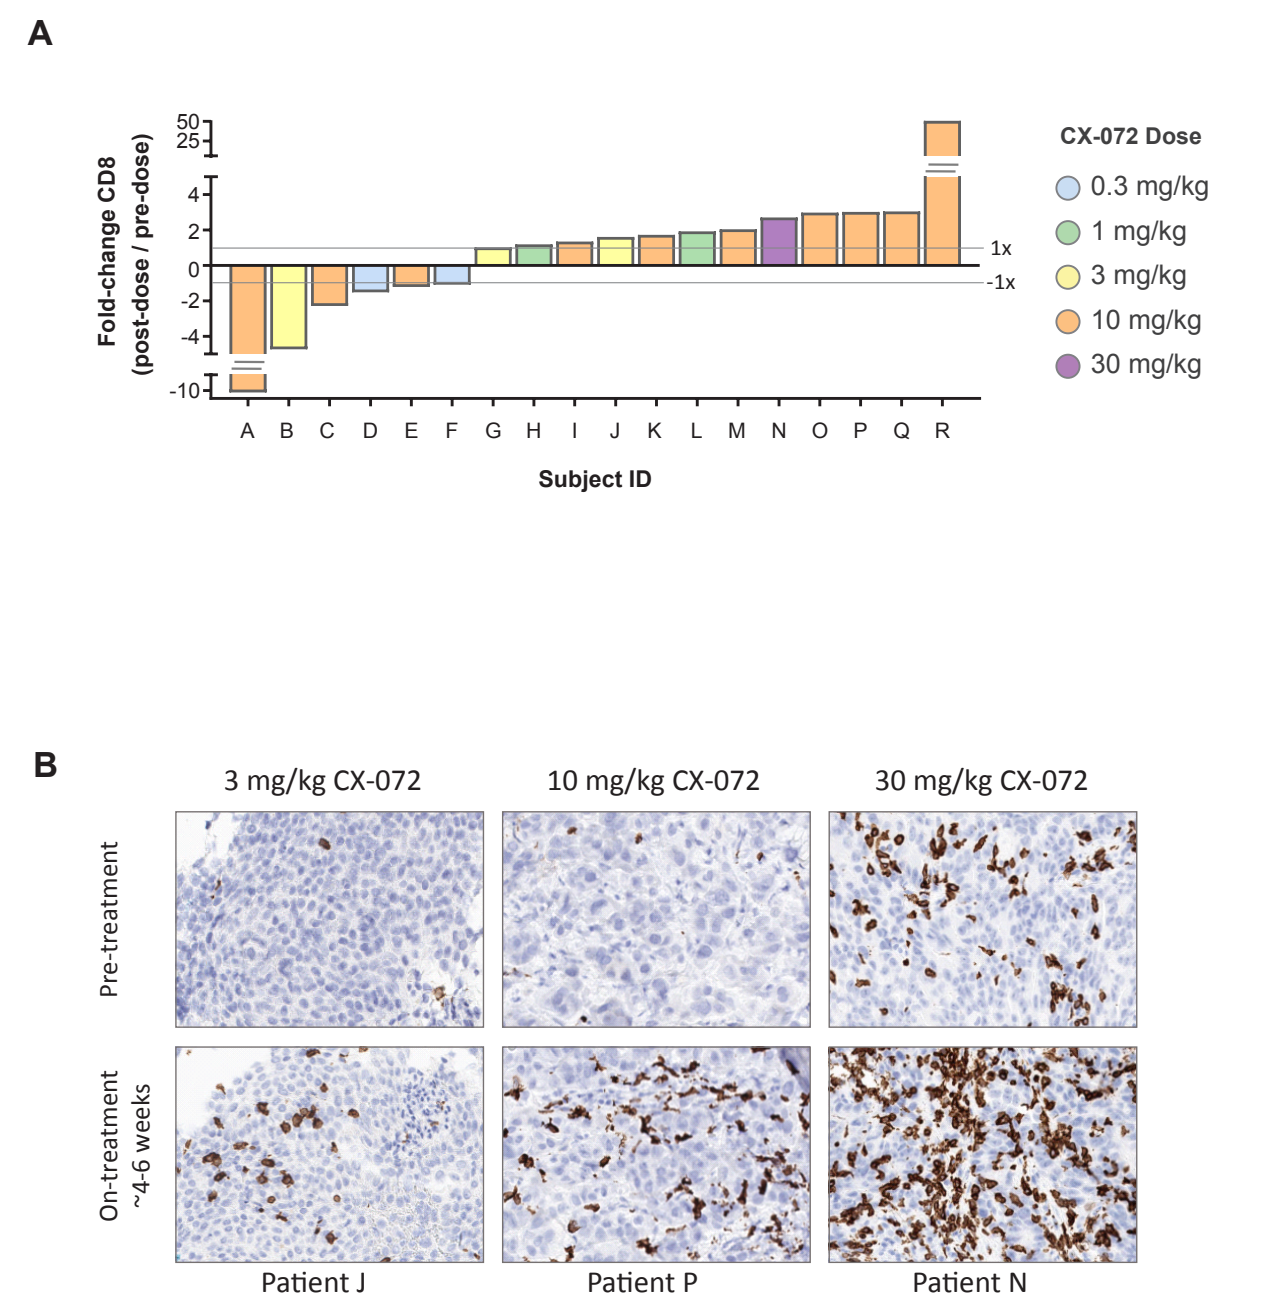 A
Fold-change CD8
(post-dose / pre-dose)
50
25
4
2
0
-2
-4
-10
1x
-1x
A B C D E F G H I J K L M N O P Q R
Subject ID
CX-072 Dose
0.3 mg/kg
1 mg/kg
3 mg/kg
10 mg/kg
30 mg/kg
B
3 mg/kg CX-072 10 mg/kg CX-072 30 mg/kg CX-072
Pre-treatment
On-treatment
~4-6 weeks
Patient J Patient P Patient N